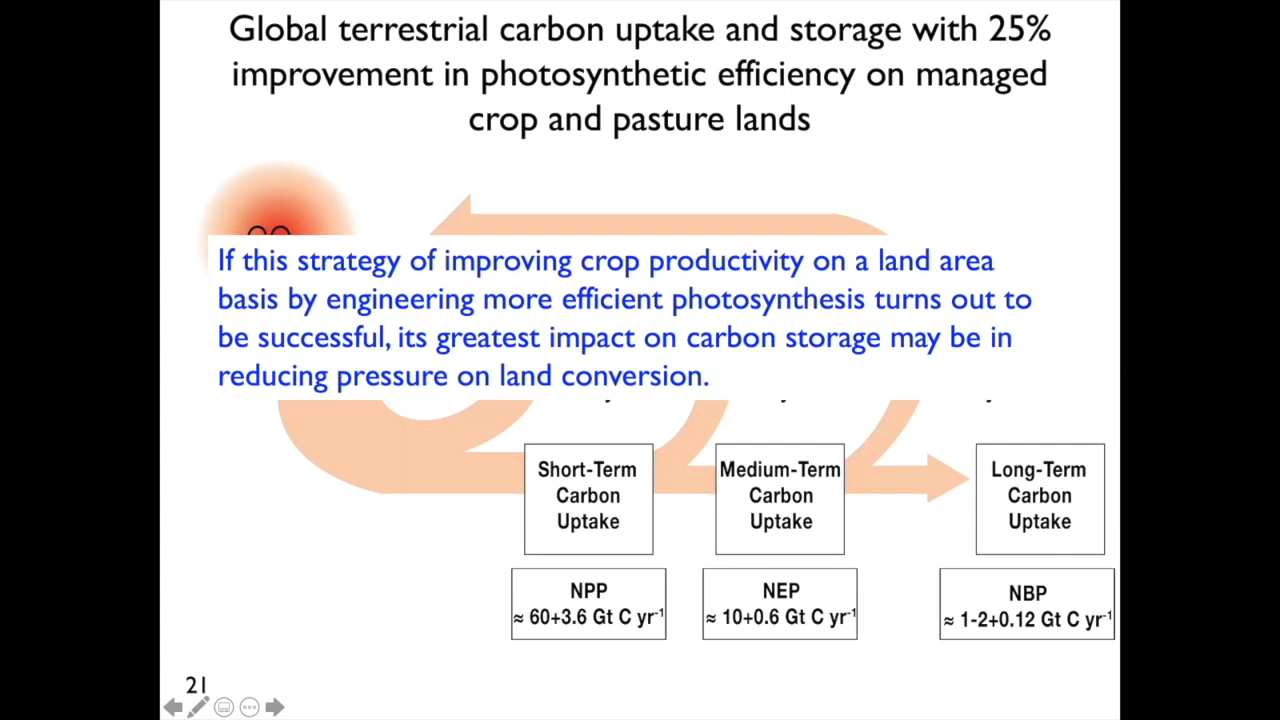 Global terrestrial carbon uptake and storage with 25%
improvement in photosynthetic efficiency on managed
crop and pasture lands
If this strategy of improving crop productivity on a land area
basis by engineering more efficient photosynthesis turns out to
be successful, its greatest impact on carbon storage may be in
reducing pressure on land conversion.
Short-Term
Carbon
Uptake
Medium-Term
Carbon
Uptake
Long-Term
Carbon
Uptake
NPP
≈ 60+3.6 Gt C yr⁻¹
NEP
≈ 10+0.6 Gt C yr⁻¹
NBP
≈ 1-2+0.12 Gt C yr⁻¹
21